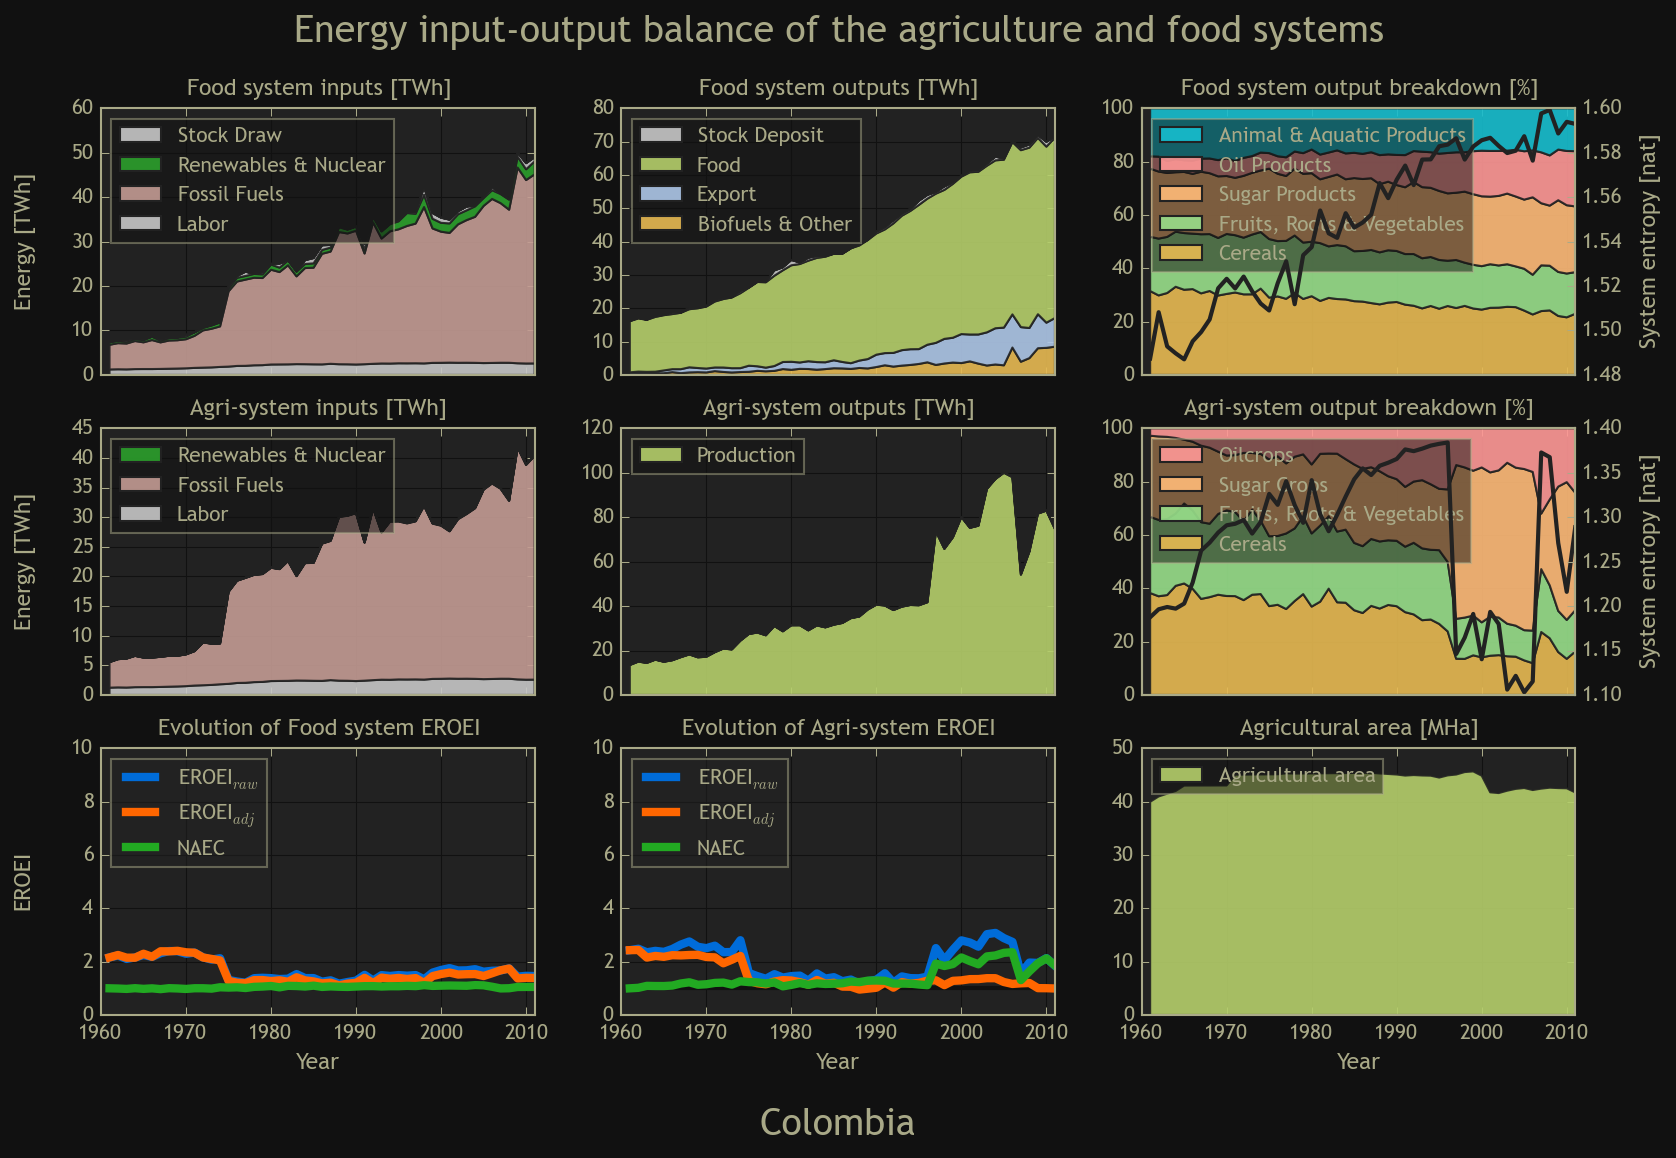 Energy input-output balance of the agriculture and food systems
Food system inputs [TWh]
Energy [TWh]
60
50
40
30
20
10
0
Stock Draw
Renewables & Nuclear
Fossil Fuels
Labor
Food system outputs [TWh]
80
70
60
50
40
30
20
10
0
Stock Deposit
Food
Export
Biofuels & Other
Food system output breakdown [%]
100
80
60
40
20
0
Animal & Aquatic Products
Oil Products
Sugar Products
Fruits, Roots & Vegetables
Cereals
1.60
1.58
1.56
1.54
1.52
1.50
1.48
System entropy [nat]
Agri-system inputs [TWh]
Energy [TWh]
45
40
35
30
25
20
15
10
5
0
Renewables & Nuclear
Fossil Fuels
Labor
Agri-system outputs [TWh]
120
100
80
60
40
20
0
Production
Agri-system output breakdown [%]
100
80
60
40
20
0
Oilcrops
Sugar Crops
Fruits, Roots & Vegetables
Cereals
1.40
1.35
1.30
1.25
1.20
1.15
1.10
System entropy [nat]
Evolution of Food system EROEI
EROEI
10
8
6
4
2
0
EROEI_raw
EROEI_adj
NAEC
1960 1970 1980 1990 2000 2010
Year
Evolution of Agri-system EROEI
10
8
6
4
2
0
EROEI_raw
EROEI_adj
NAEC
1960 1970 1980 1990 2000 2010
Year
Agricultural area [MHa]
50
40
30
20
10
0
Agricultural area
1960 1970 1980 1990 2000 2010
Year
Colombia